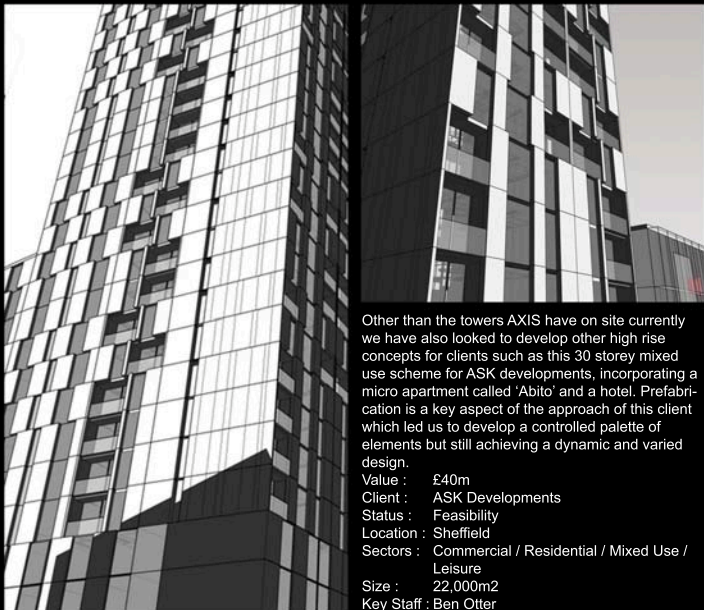 Other than the towers AXIS have on site currently
we have also looked to develop other high rise
concepts for clients such as this 30 storey mixed
use scheme for ASK developments, incorporating a
micro apartment called ‘Abito’ and a hotel. Prefabri-
cation is a key aspect of the approach of this client
which led us to develop a controlled palette of
elements but still achieving a dynamic and varied
design.
Value : £40m
Client : ASK Developments
Status : Feasibility
Location : Sheffield
Sectors : Commercial / Residential / Mixed Use /
Leisure
Size : 22,000m2
Key Staff : Ben Otter